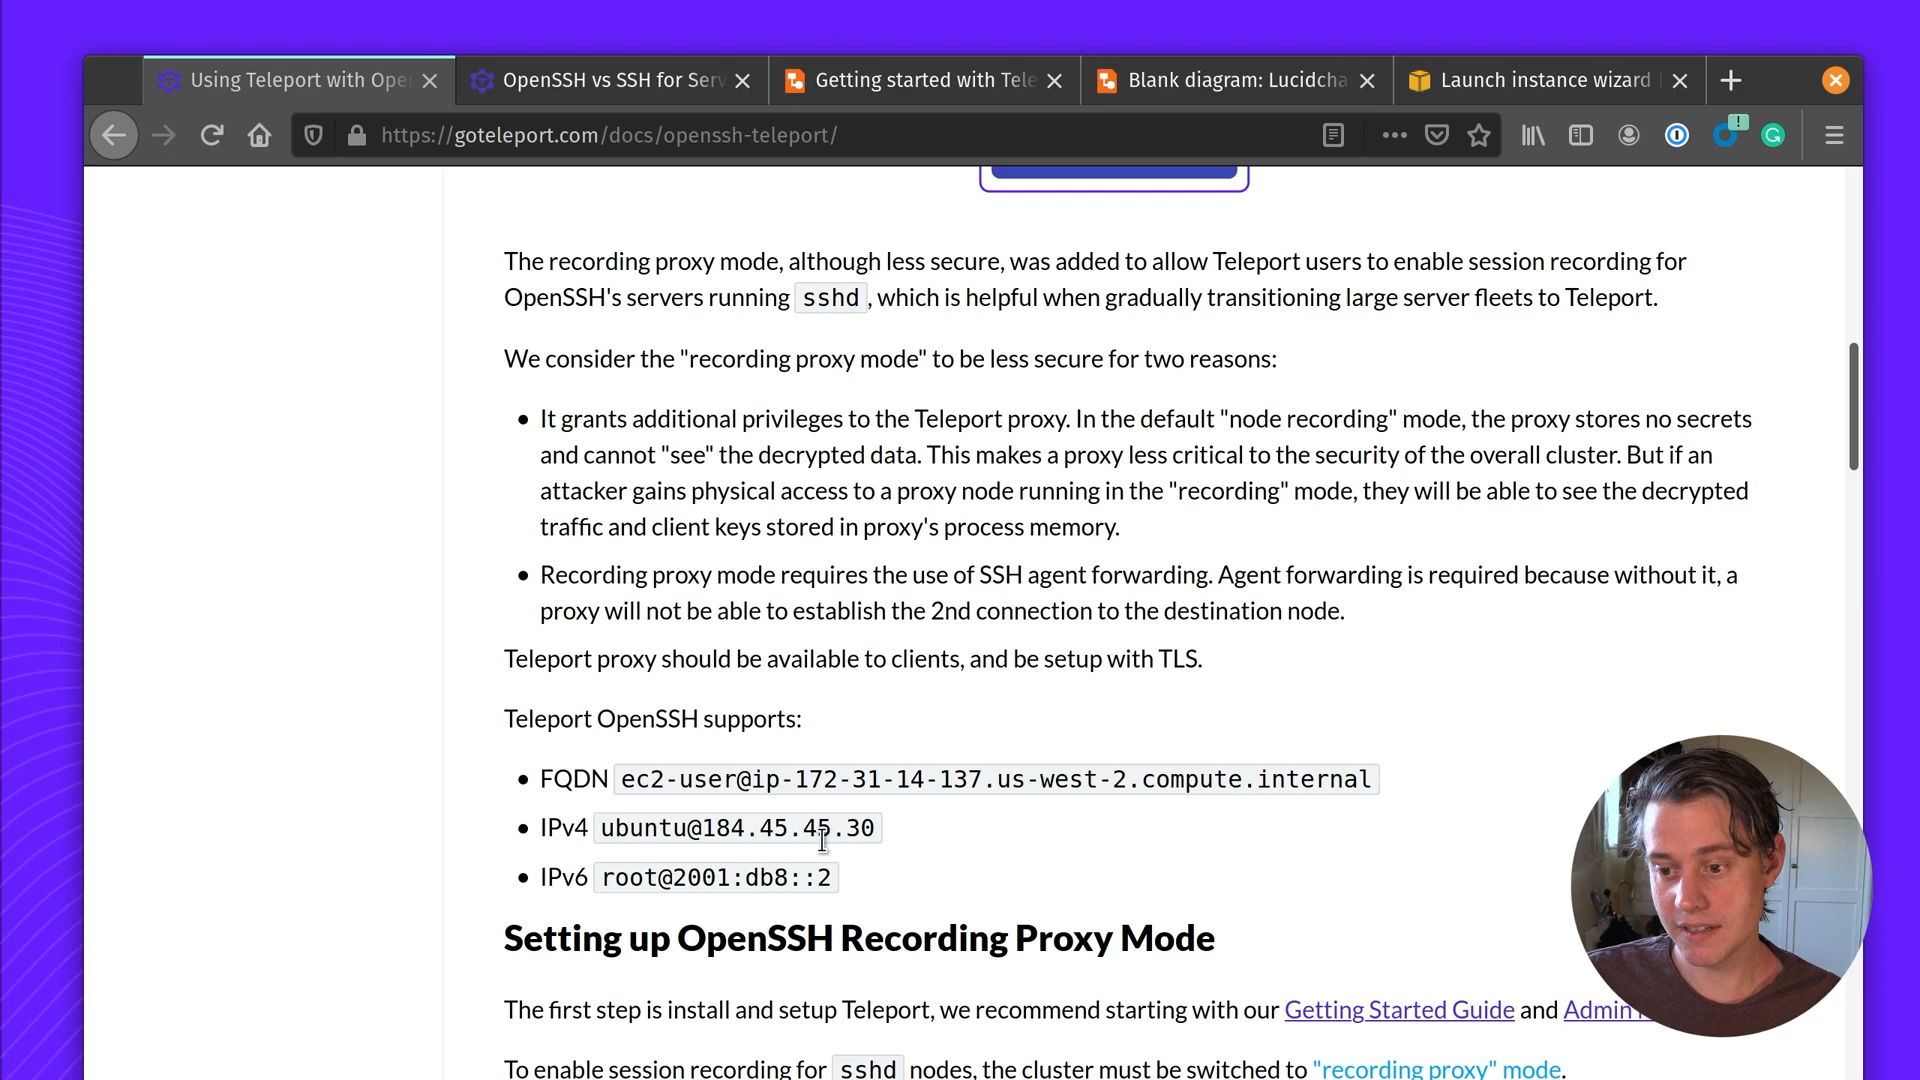 Using Teleport with Ope
OpenSSH vs SSH for Serv
Getting started with Tele
Blank diagram: Lucidcha
Launch instance wizard
https://goteleport.com/docs/openssh-teleport/
The recording proxy mode, although less secure, was added to allow Teleport users to enable session recording for
OpenSSH's servers running sshd, which is helpful when gradually transitioning large server fleets to Teleport.
We consider the "recording proxy mode" to be less secure for two reasons:
• It grants additional privileges to the Teleport proxy. In the default "node recording" mode, the proxy stores no secrets
and cannot "see" the decrypted data. This makes a proxy less critical to the security of the overall cluster. But if an
attacker gains physical access to a proxy node running in the "recording" mode, they will be able to see the decrypted
traffic and client keys stored in proxy's process memory.
• Recording proxy mode requires the use of SSH agent forwarding. Agent forwarding is required because without it, a
proxy will not be able to establish the 2nd connection to the destination node.
Teleport proxy should be available to clients, and be setup with TLS.
Teleport OpenSSH supports:
• FQDN ec2-user@ip-172-31-14-137.us-west-2.compute.internal
• IPv4 ubuntu@184.45.45.30
• IPv6 root@2001:db8::2
Setting up OpenSSH Recording Proxy Mode
The first step is install and setup Teleport, we recommend starting with our Getting Started Guide and Admin
To enable session recording for sshd nodes, the cluster must be switched to "recording proxy" mode.